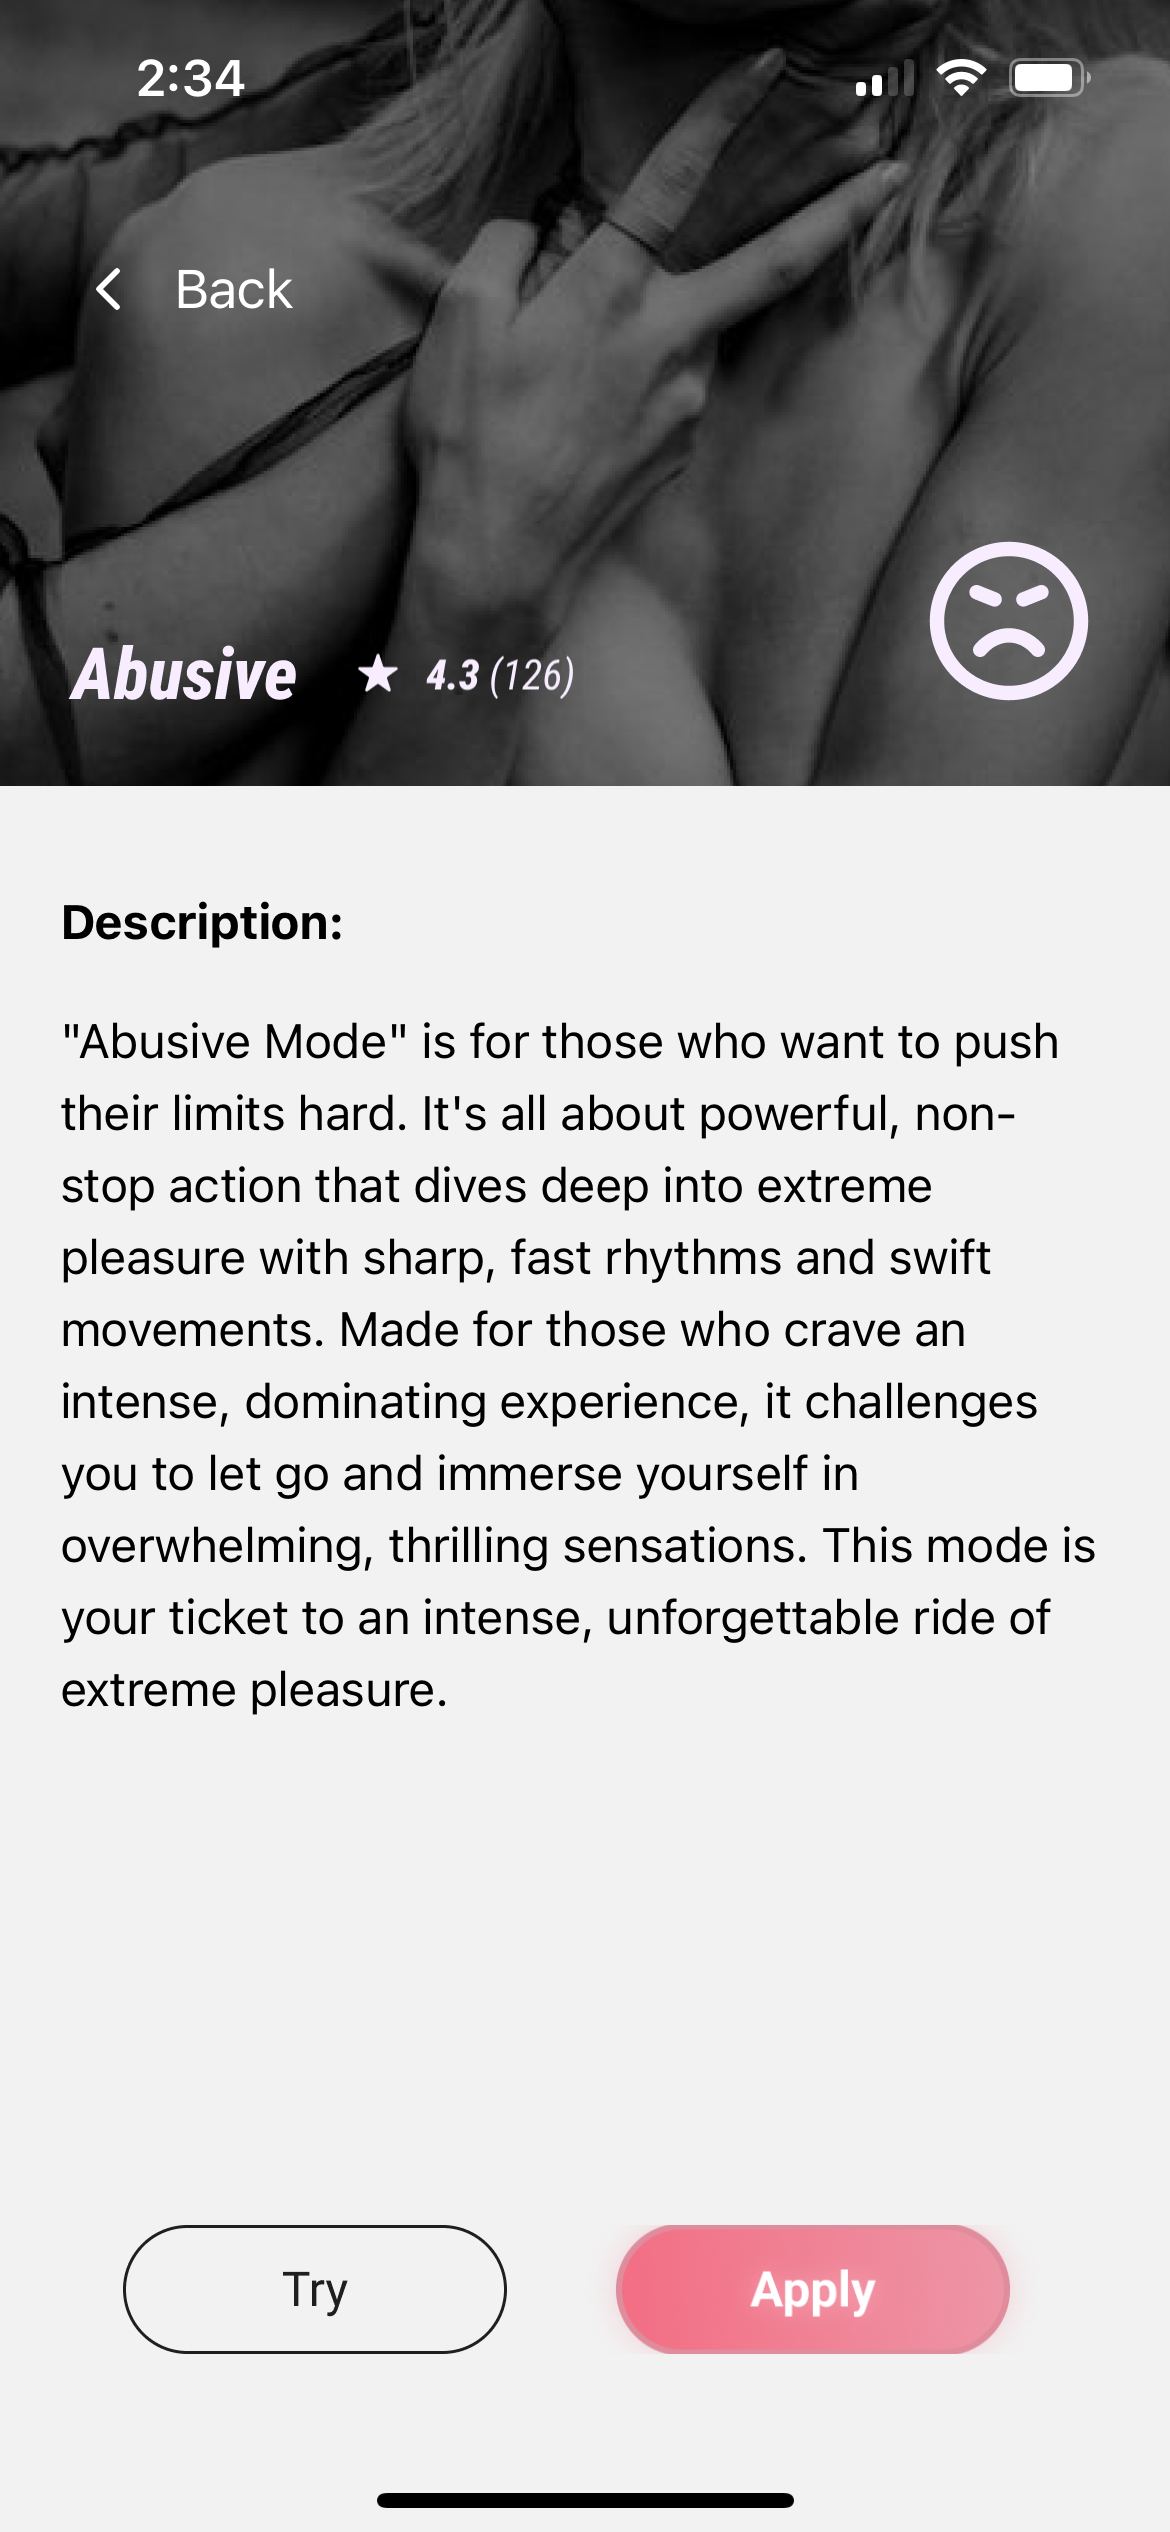 2:34
Back
Abusive
4.3 (126)
Description:
"Abusive Mode" is for those who want to push
their limits hard. It's all about powerful, non-
stop action that dives deep into extreme
pleasure with sharp, fast rhythms and swift
movements. Made for those who crave an
intense, dominating experience, it challenges
you to let go and immerse yourself in
overwhelming, thrilling sensations. This mode is
your ticket to an intense, unforgettable ride of
extreme pleasure.
Try
Apply